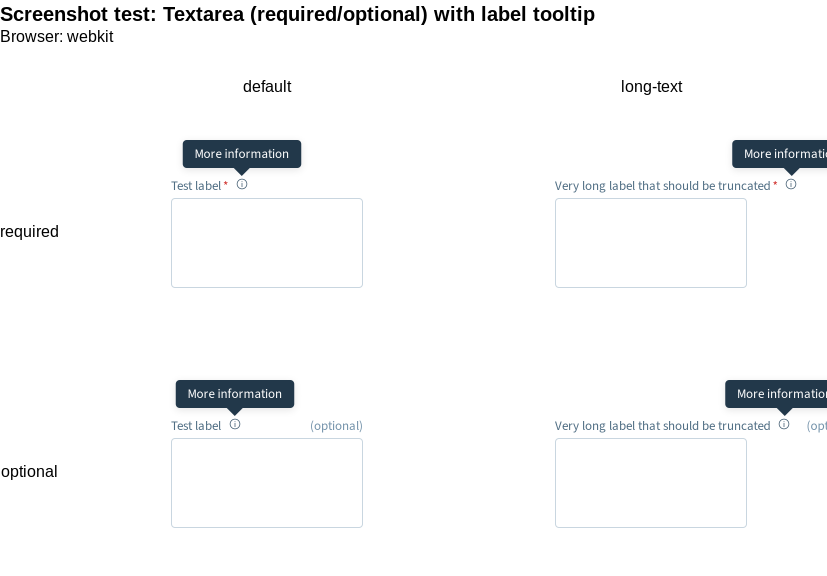 Screenshot test: Textarea (required/optional) with label tooltip
Browser: webkit
default long-text
More information More informatio
Test label * Very long label that should be truncated *
required
More information More information
Test label (optional) Very long label that should be truncated (opt
optional